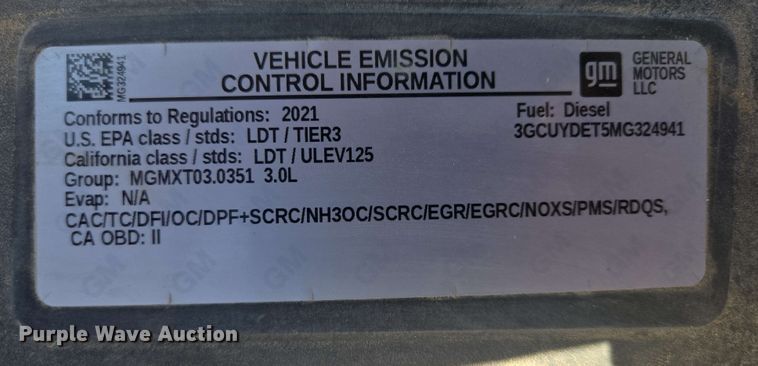 MG324941
VEHICLE EMISSION
CONTROL INFORMATION
gm
GENERAL
MOTORS
LLC
Conforms to Regulations: 2021
U.S. EPA class / stds: LDT / TIER3
California class / stds: LDT / ULEV125
Group: MGMXT03.0351 3.0L
Evap: N/A
Fuel: Diesel
3GCUYDET5MG324941
CAC/TC/DFI/OC/DPF+SCRC/NH3OC/SCRC/EGR/EGRC/NOXS/PMS/RDQS,
CA OBD: II
Purple Wave Auction